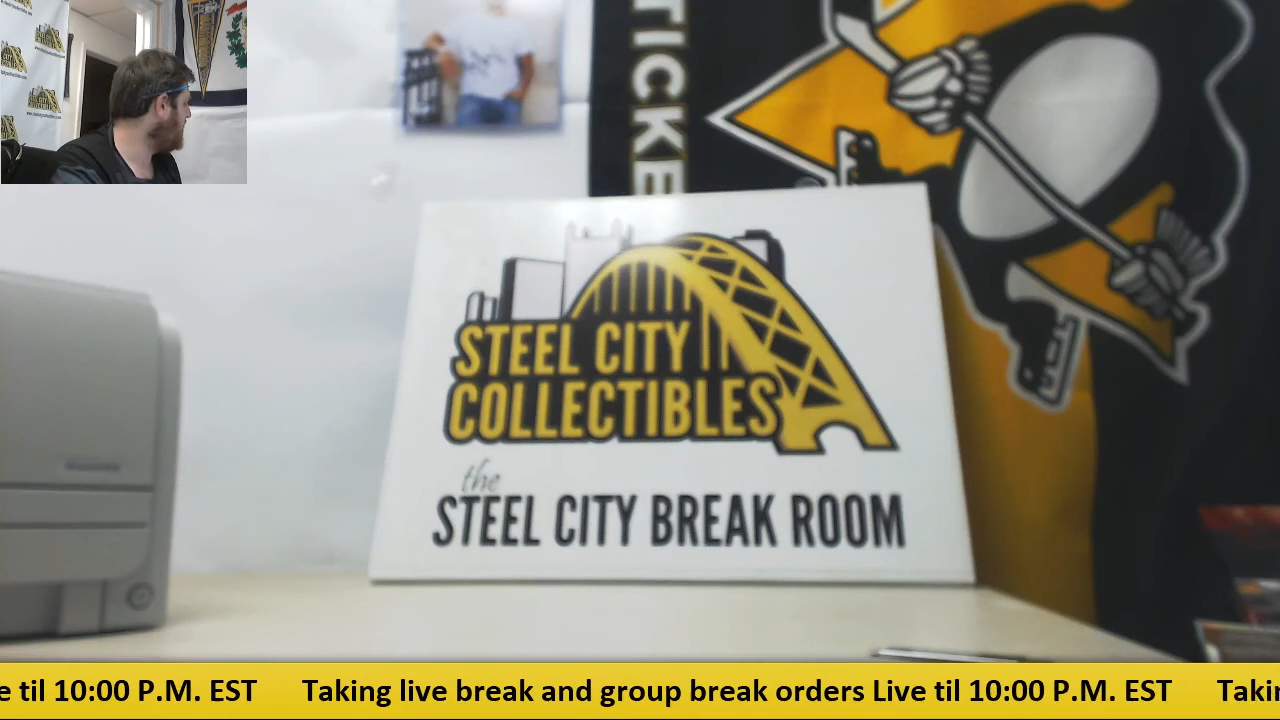 TICKE
STEEL CITY
COLLECTIBLES
the
STEEL CITY BREAK ROOM
e til 10:00 P.M. EST Taking live break and group break orders Live til 10:00 P.M. EST Takin